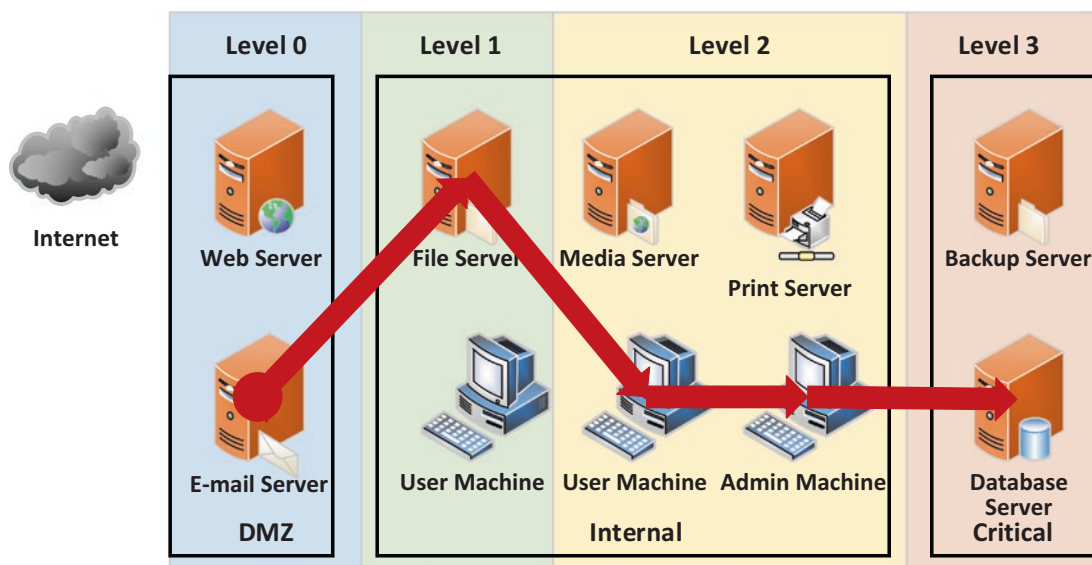 Level 0
Level 1
Level 2
Level 3
Internet
Web Server
File Server
Media Server
Print Server
Backup Server
E-mail Server
User Machine
User Machine
Admin Machine
Database
Server
DMZ
Internal
Critical